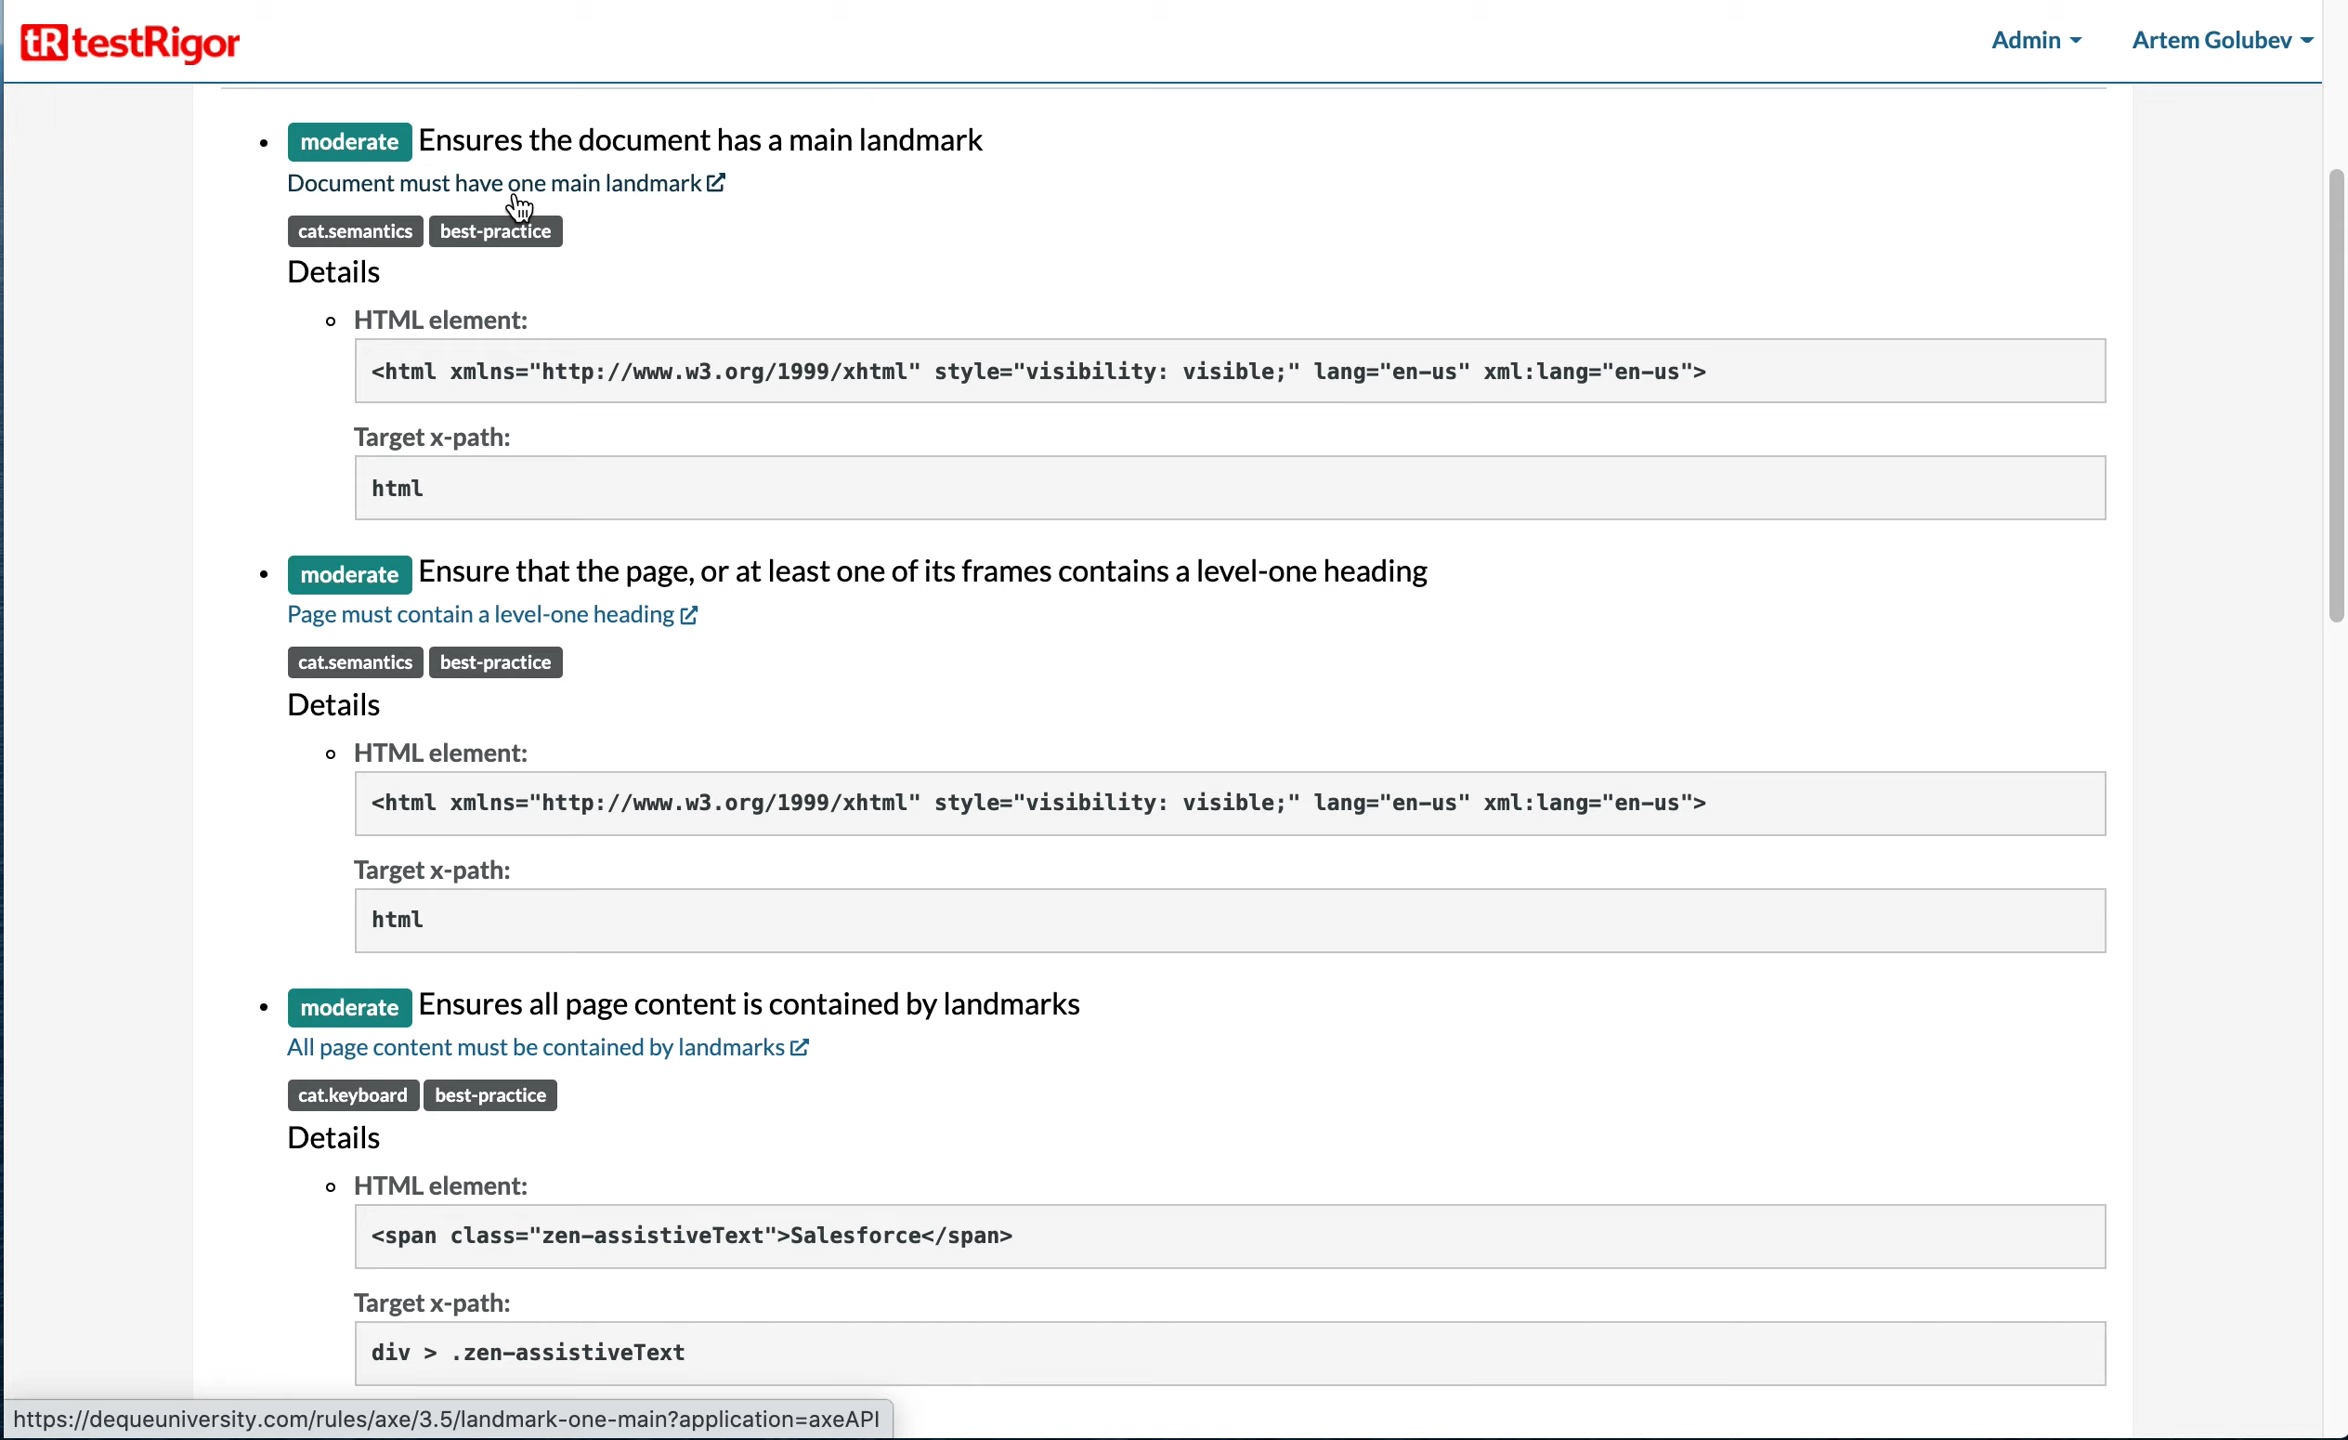 tR testRigor
Admin
Artem Golubev
moderate Ensures the document has a main landmark
Document must have one main landmark
cat.semantics best-practice
Details
HTML element:
<html xmlns="http://www.w3.org/1999/xhtml" style="visibility: visible;" lang="en-us" xml:lang="en-us">
Target x-path:
html
moderate Ensure that the page, or at least one of its frames contains a level-one heading
Page must contain a level-one heading
cat.semantics best-practice
Details
HTML element:
<html xmlns="http://www.w3.org/1999/xhtml" style="visibility: visible;" lang="en-us" xml:lang="en-us">
Target x-path:
html
moderate Ensures all page content is contained by landmarks
All page content must be contained by landmarks
cat.keyboard best-practice
Details
HTML element:
<span class="zen-assistiveText">Salesforce</span>
Target x-path:
div > .zen-assistiveText
https://dequeuniversity.com/rules/axe/3.5/landmark-one-main?application=axeAPI